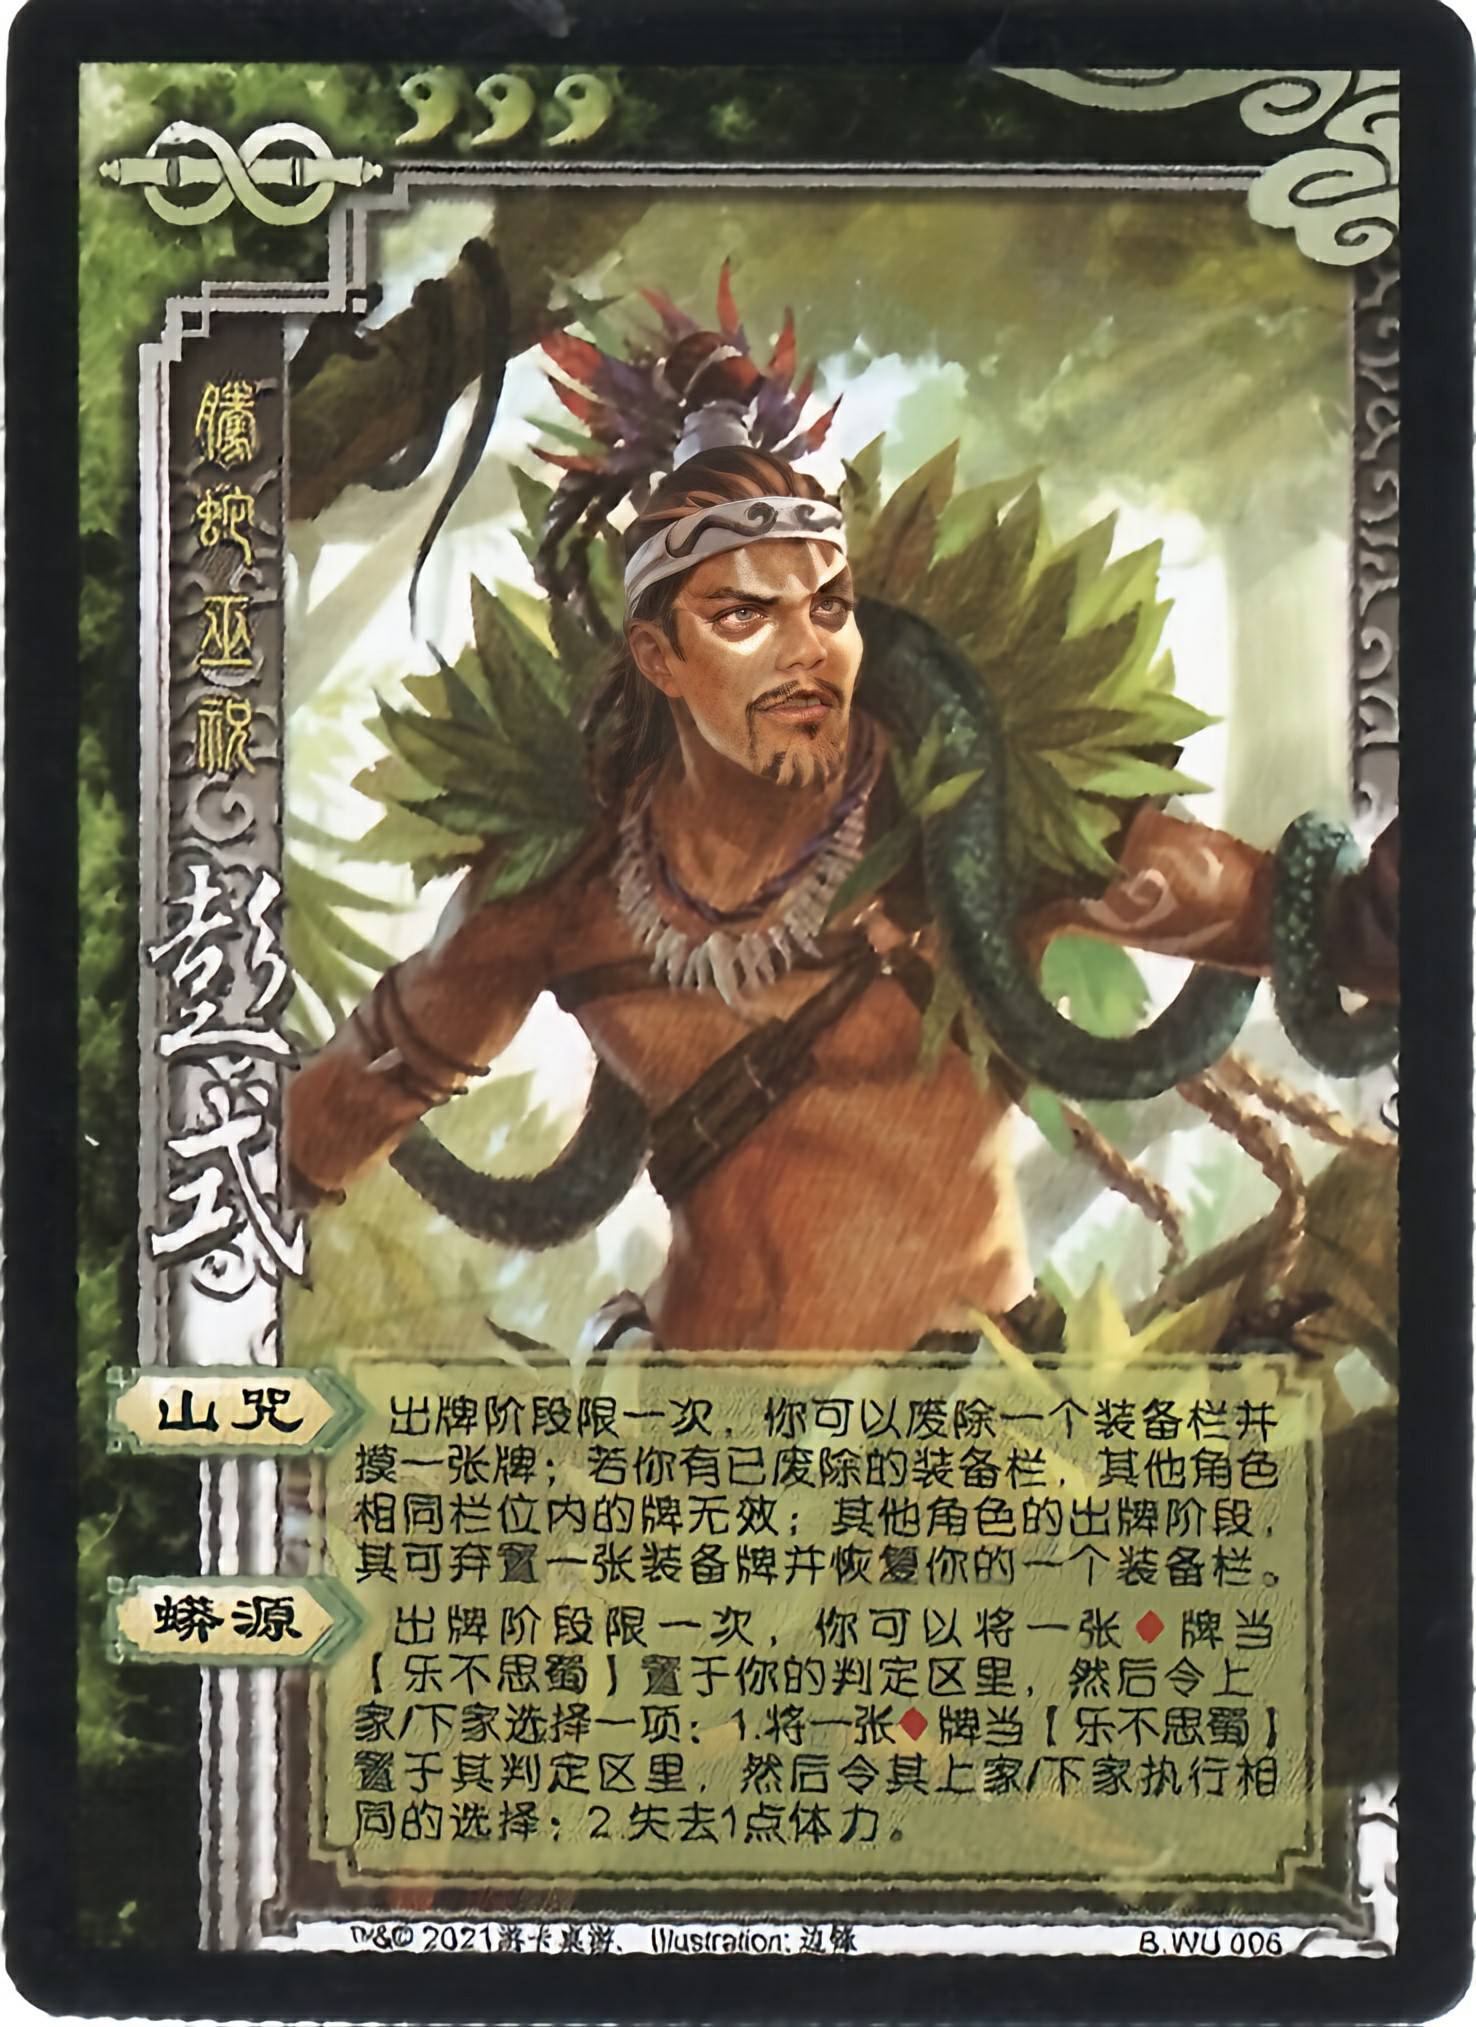 騰蛇巫祝
彭式
山咒
出牌阶段限一次，你可以废除一个装备栏并
摸一张牌；若你有已废除的装备栏，其他角色
相同栏位内的牌无效；其他角色的出牌阶段，
其可弃置一张装备牌并恢复你的一个装备栏。
蟒源
出牌阶段限一次，你可以将一张♦牌当
【乐不思蜀】置于你的判定区里，然后令上
家/下家选择一项：1.将一张♦牌当【乐不思蜀】
置于其判定区里，然后令其上家/下家执行相
同的选择；2.失去1点体力。
™&© 2021游卡桌游. Illustration: 边锋
B.WU 006